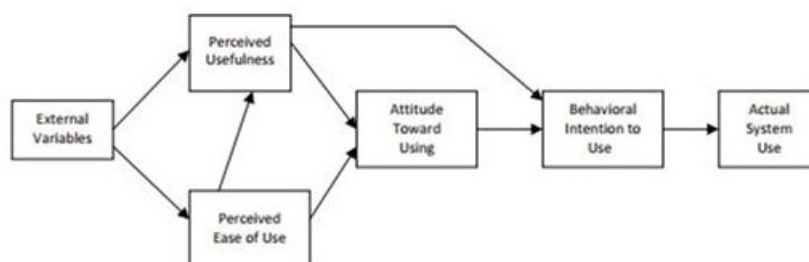 Perceived
Usefulness
External
Variables
Perceived
Ease of Use
Attitude
Toward
Using
Behavioral
Intention to
Use
Actual
System
Use